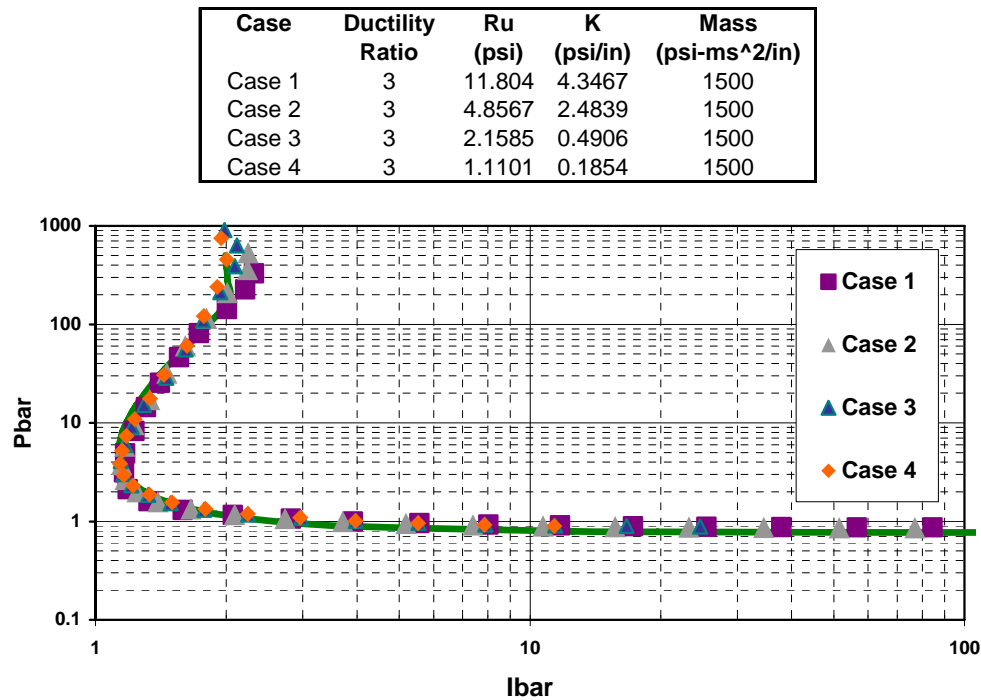 Case Ductility Ratio Ru (psi) K (psi/in) Mass (psi-ms^2/in)
Case 1 3 11.804 4.3467 1500
Case 2 3 4.8567 2.4839 1500
Case 3 3 2.1585 0.4906 1500
Case 4 3 1.1101 0.1854 1500
Pbar
1000
100
10
1
0.1
1 10 100
Ibar
Case 1
Case 2
Case 3
Case 4